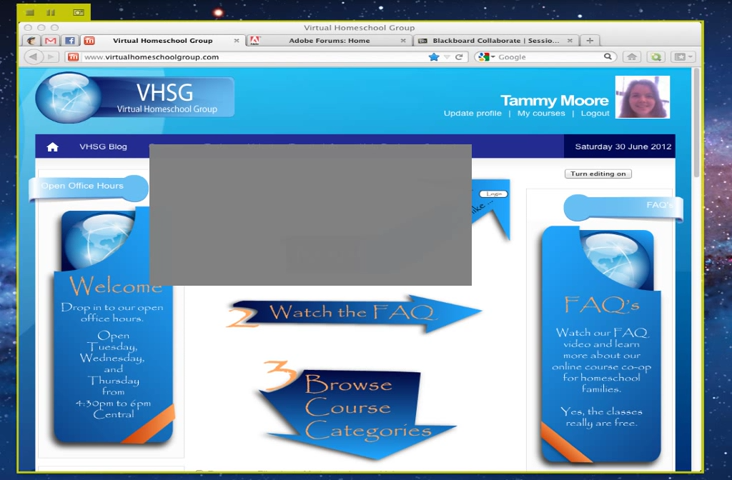 Virtual Homeschool Group
Virtual Homeschool Group
Adobe Forums: Home
Blackboard Collaborate | Sessio...
www.virtualhomeschoolgroup.com
Google
VHSG
Virtual Homeschool Group
Tammy Moore
Update profile | My courses | Logout
VHSG Blog
Saturday 30 June 2012
Turn editing on
Open Office Hours
Login
like ...
FAQ's
Welcome
Drop in to our open
office hours.
Open
Tuesday,
Wednesday,
and
Thursday
from
4:30pm to 6pm
Central
2 Watch the FAQ
3 Browse
Course
Categories
FAQ's
Watch our FAQ
video and learn
more about our
online course co-op
for homeschool
families.
Yes, the classes
really are free.